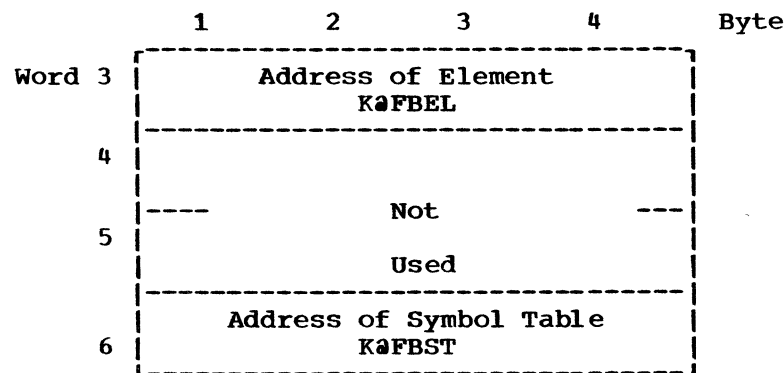 1 2 3 4 Byte
Word 3 Address of Element
K@FBEL
4
---- Not ---
5
Used
Address of Symbol Table
6 K@FBST